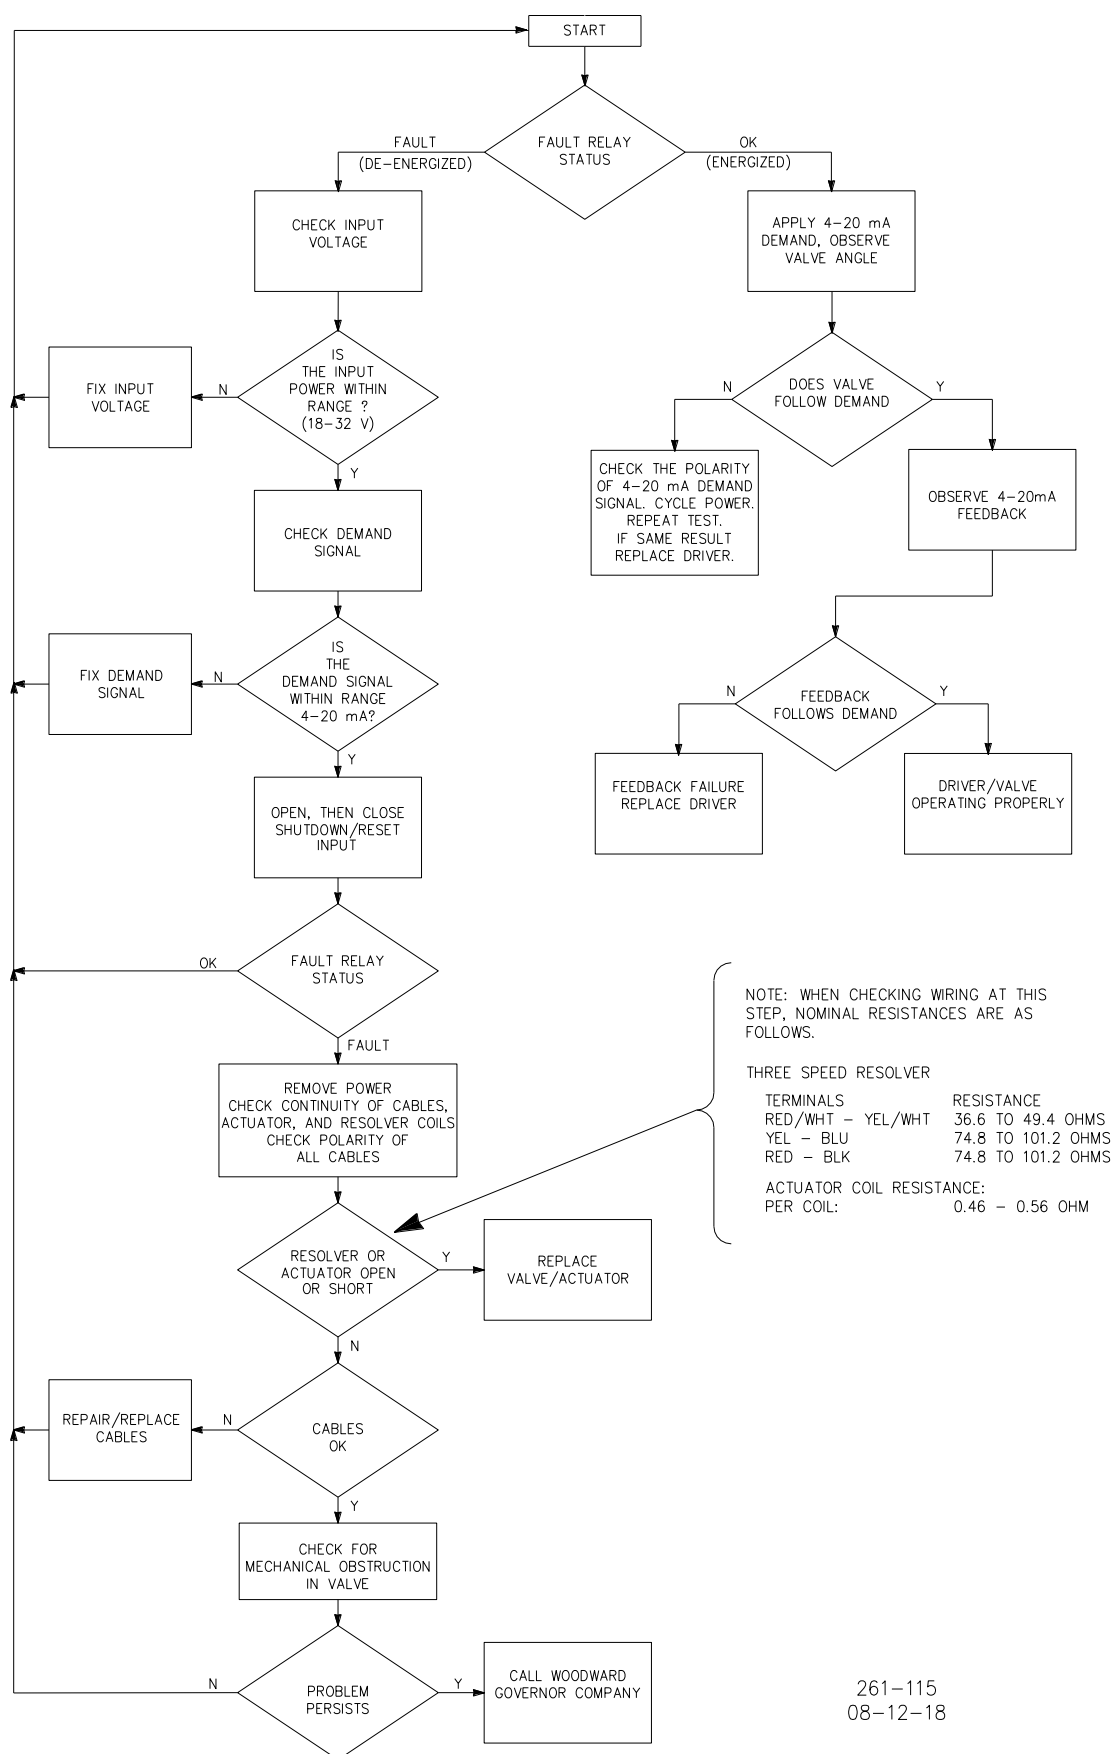 START
FAULT RELAY
STATUS
FAULT
(DE-ENERGIZED)
OK
(ENERGIZED)
CHECK INPUT
VOLTAGE
APPLY 4-20 mA
DEMAND, OBSERVE
VALVE ANGLE
IS
THE INPUT
POWER WITHIN
RANGE ?
(18-32 V)
N
FIX INPUT
VOLTAGE
Y
DOES VALVE
FOLLOW DEMAND
N
Y
CHECK THE POLARITY
OF 4-20 mA DEMAND
SIGNAL. CYCLE POWER.
REPEAT TEST.
IF SAME RESULT
REPLACE DRIVER.
OBSERVE 4-20mA
FEEDBACK
CHECK DEMAND
SIGNAL
IS
THE
DEMAND SIGNAL
WITHIN RANGE
4-20 mA?
N
FIX DEMAND
SIGNAL
Y
FEEDBACK
FOLLOWS DEMAND
N
Y
FEEDBACK FAILURE
REPLACE DRIVER
DRIVER/VALVE
OPERATING PROPERLY
OPEN, THEN CLOSE
SHUTDOWN/RESET
INPUT
FAULT RELAY
STATUS
OK
FAULT
REMOVE POWER
CHECK CONTINUITY OF CABLES,
ACTUATOR, AND RESOLVER COILS
CHECK POLARITY OF
ALL CABLES
NOTE: WHEN CHECKING WIRING AT THIS
STEP, NOMINAL RESISTANCES ARE AS
FOLLOWS.
THREE SPEED RESOLVER
TERMINALS RESISTANCE
RED/WHT - YEL/WHT 36.6 TO 49.4 OHMS
YEL - BLU 74.8 TO 101.2 OHMS
RED - BLK 74.8 TO 101.2 OHMS
ACTUATOR COIL RESISTANCE:
PER COIL: 0.46 - 0.56 OHM
RESOLVER OR
ACTUATOR OPEN
OR SHORT
Y
REPLACE
VALVE/ACTUATOR
N
CABLES
OK
N
REPAIR/REPLACE
CABLES
Y
CHECK FOR
MECHANICAL OBSTRUCTION
IN VALVE
PROBLEM
PERSISTS
N
Y
CALL WOODWARD
GOVERNOR COMPANY
261-115
08-12-18